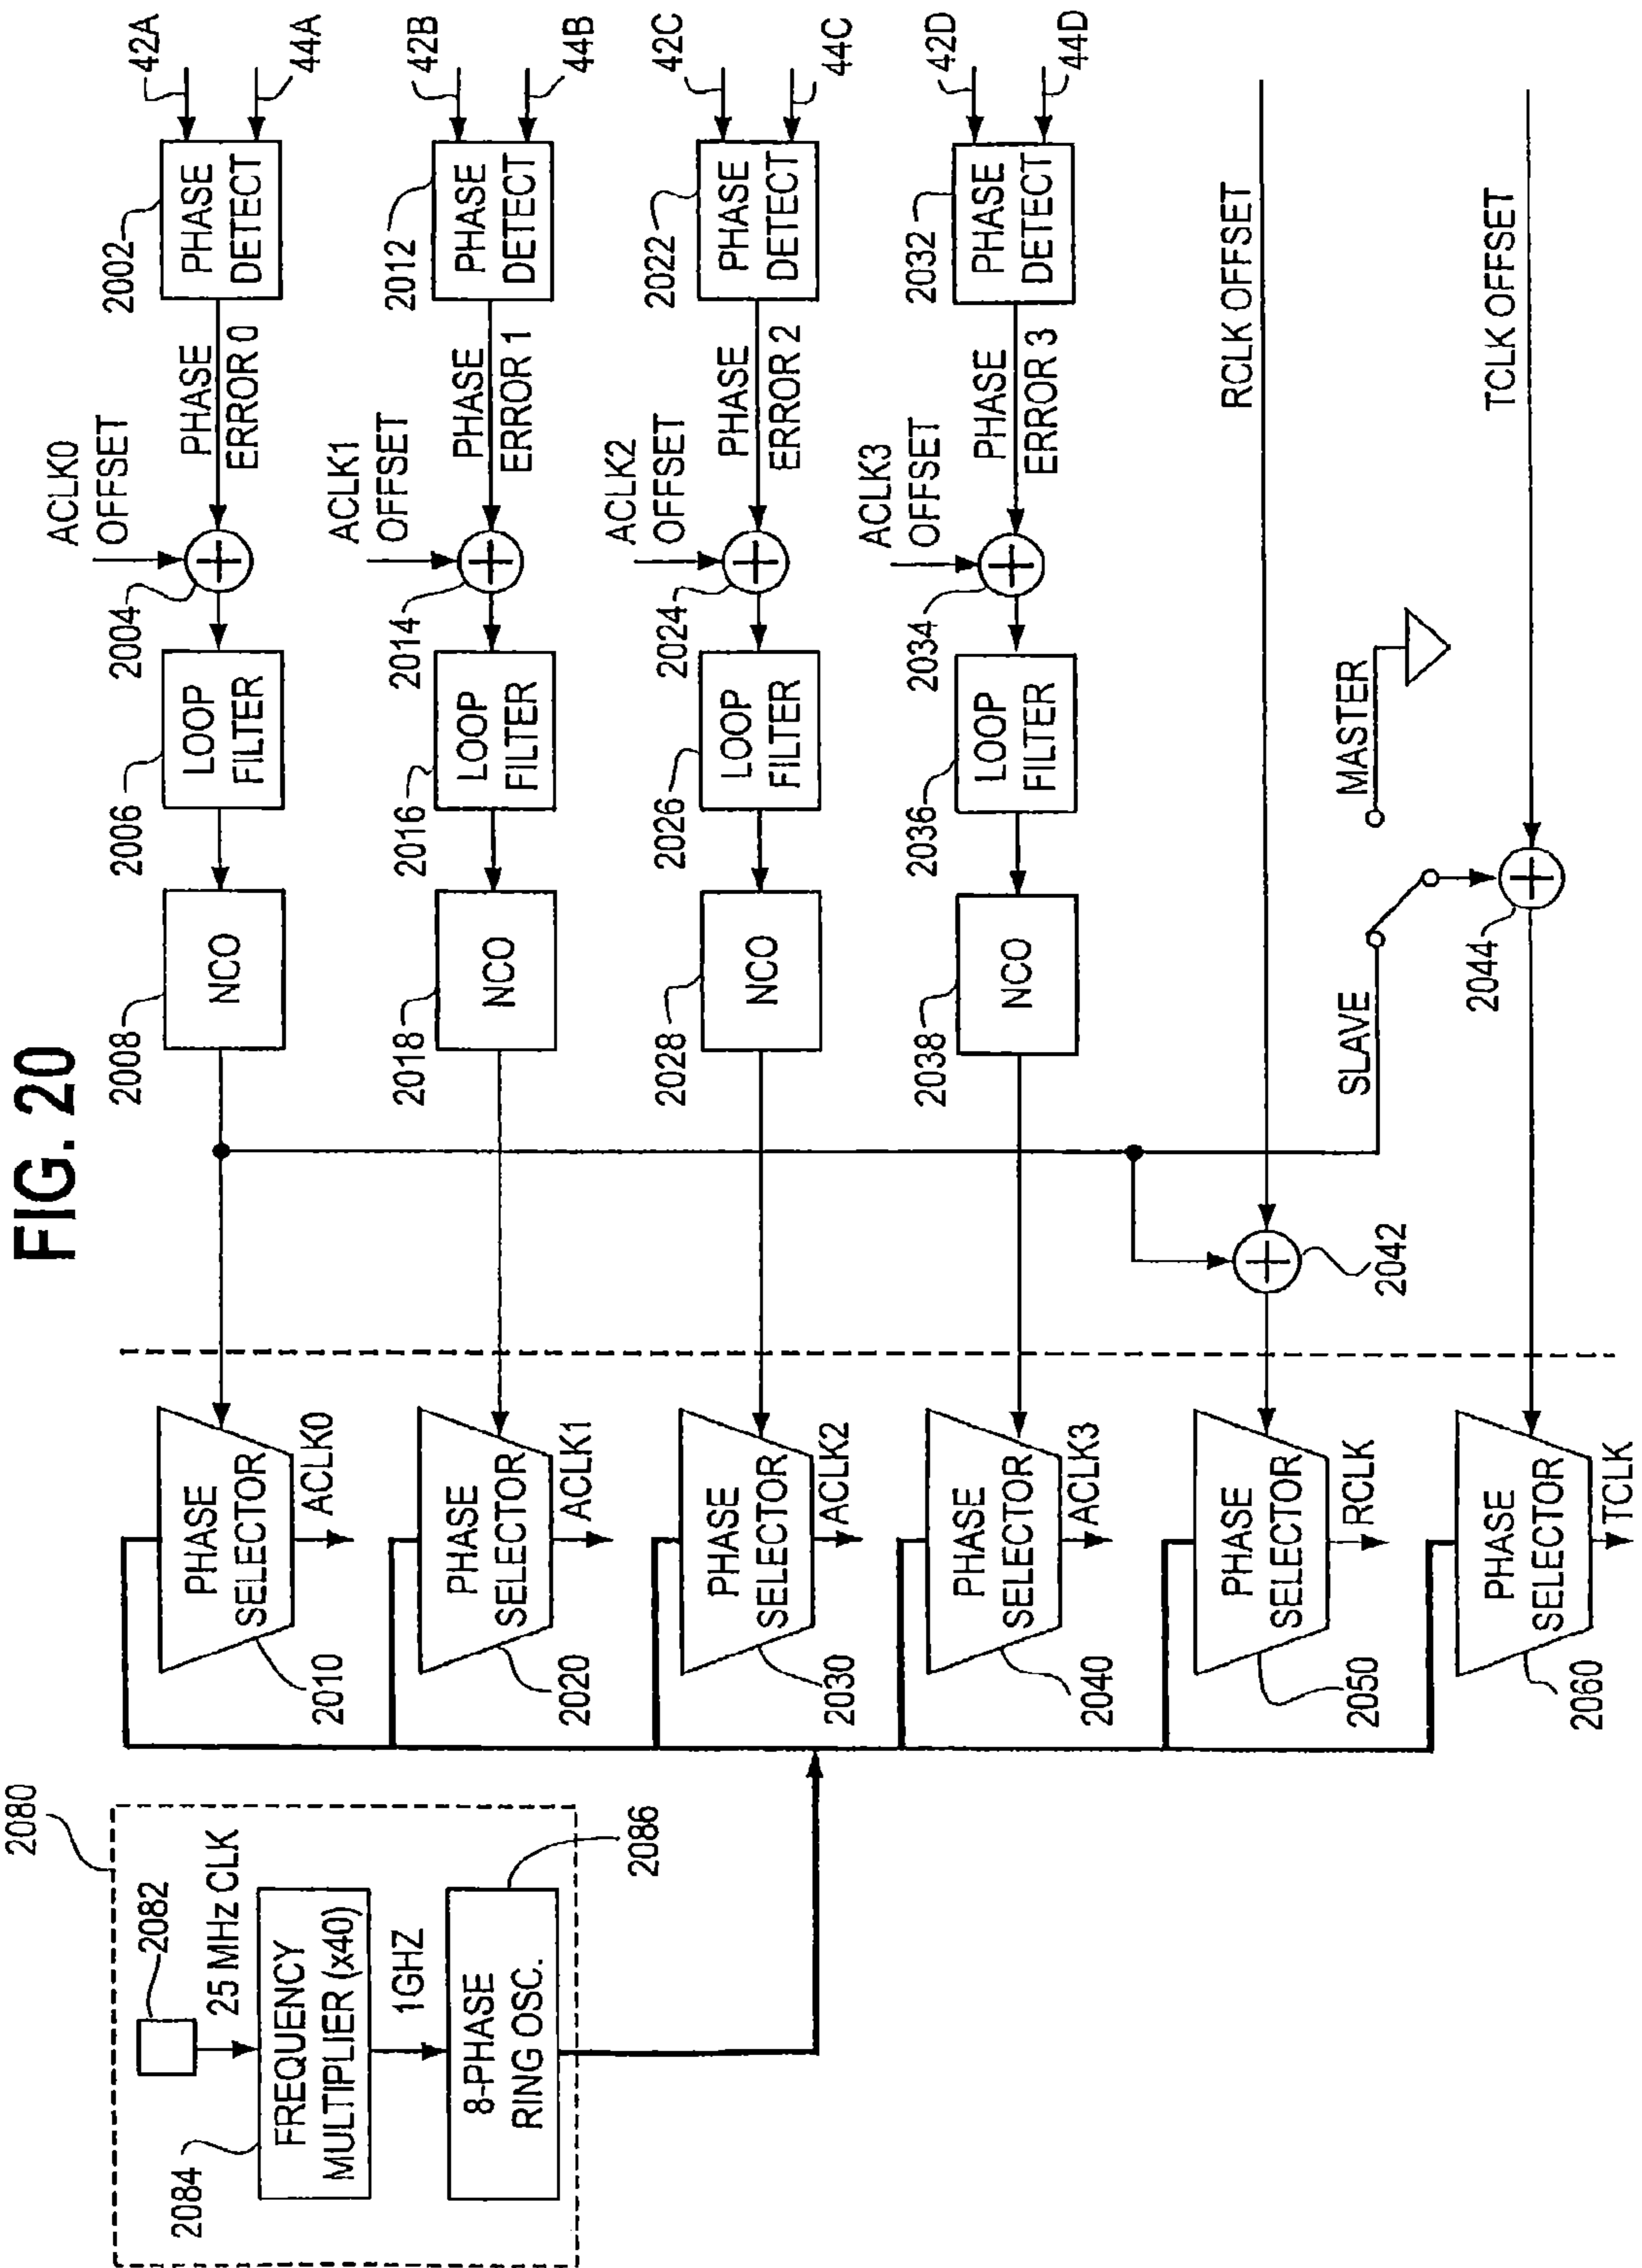 FIG. 20
2080
2082
25 MHz CLK
2084
FREQUENCY
MULTIPLIER (x40)
1GHZ
8-PHASE
RING OSC.
2086
PHASE
SELECTOR
2010
ACLK0
2008
NCO
2006
LOOP
FILTER
2004
ACLK0
OFFSET
PHASE
ERROR 0
2002
PHASE
DETECT
42A
44A
PHASE
SELECTOR
2020
ACLK1
2018
NCO
2016
LOOP
FILTER
2014
ACLK1
OFFSET
PHASE
ERROR 1
2012
PHASE
DETECT
42B
44B
PHASE
SELECTOR
2030
ACLK2
2028
NCO
2026
LOOP
FILTER
2024
ACLK2
OFFSET
PHASE
ERROR 2
2022
PHASE
DETECT
42C
44C
PHASE
SELECTOR
2040
ACLK3
2038
NCO
2036
LOOP
FILTER
2034
ACLK3
OFFSET
PHASE
ERROR 3
2032
PHASE
DETECT
42D
44D
PHASE
SELECTOR
2050
RCLK
2042
RCLK OFFSET
SLAVE
MASTER
PHASE
SELECTOR
2060
TCLK
2044
TCLK OFFSET